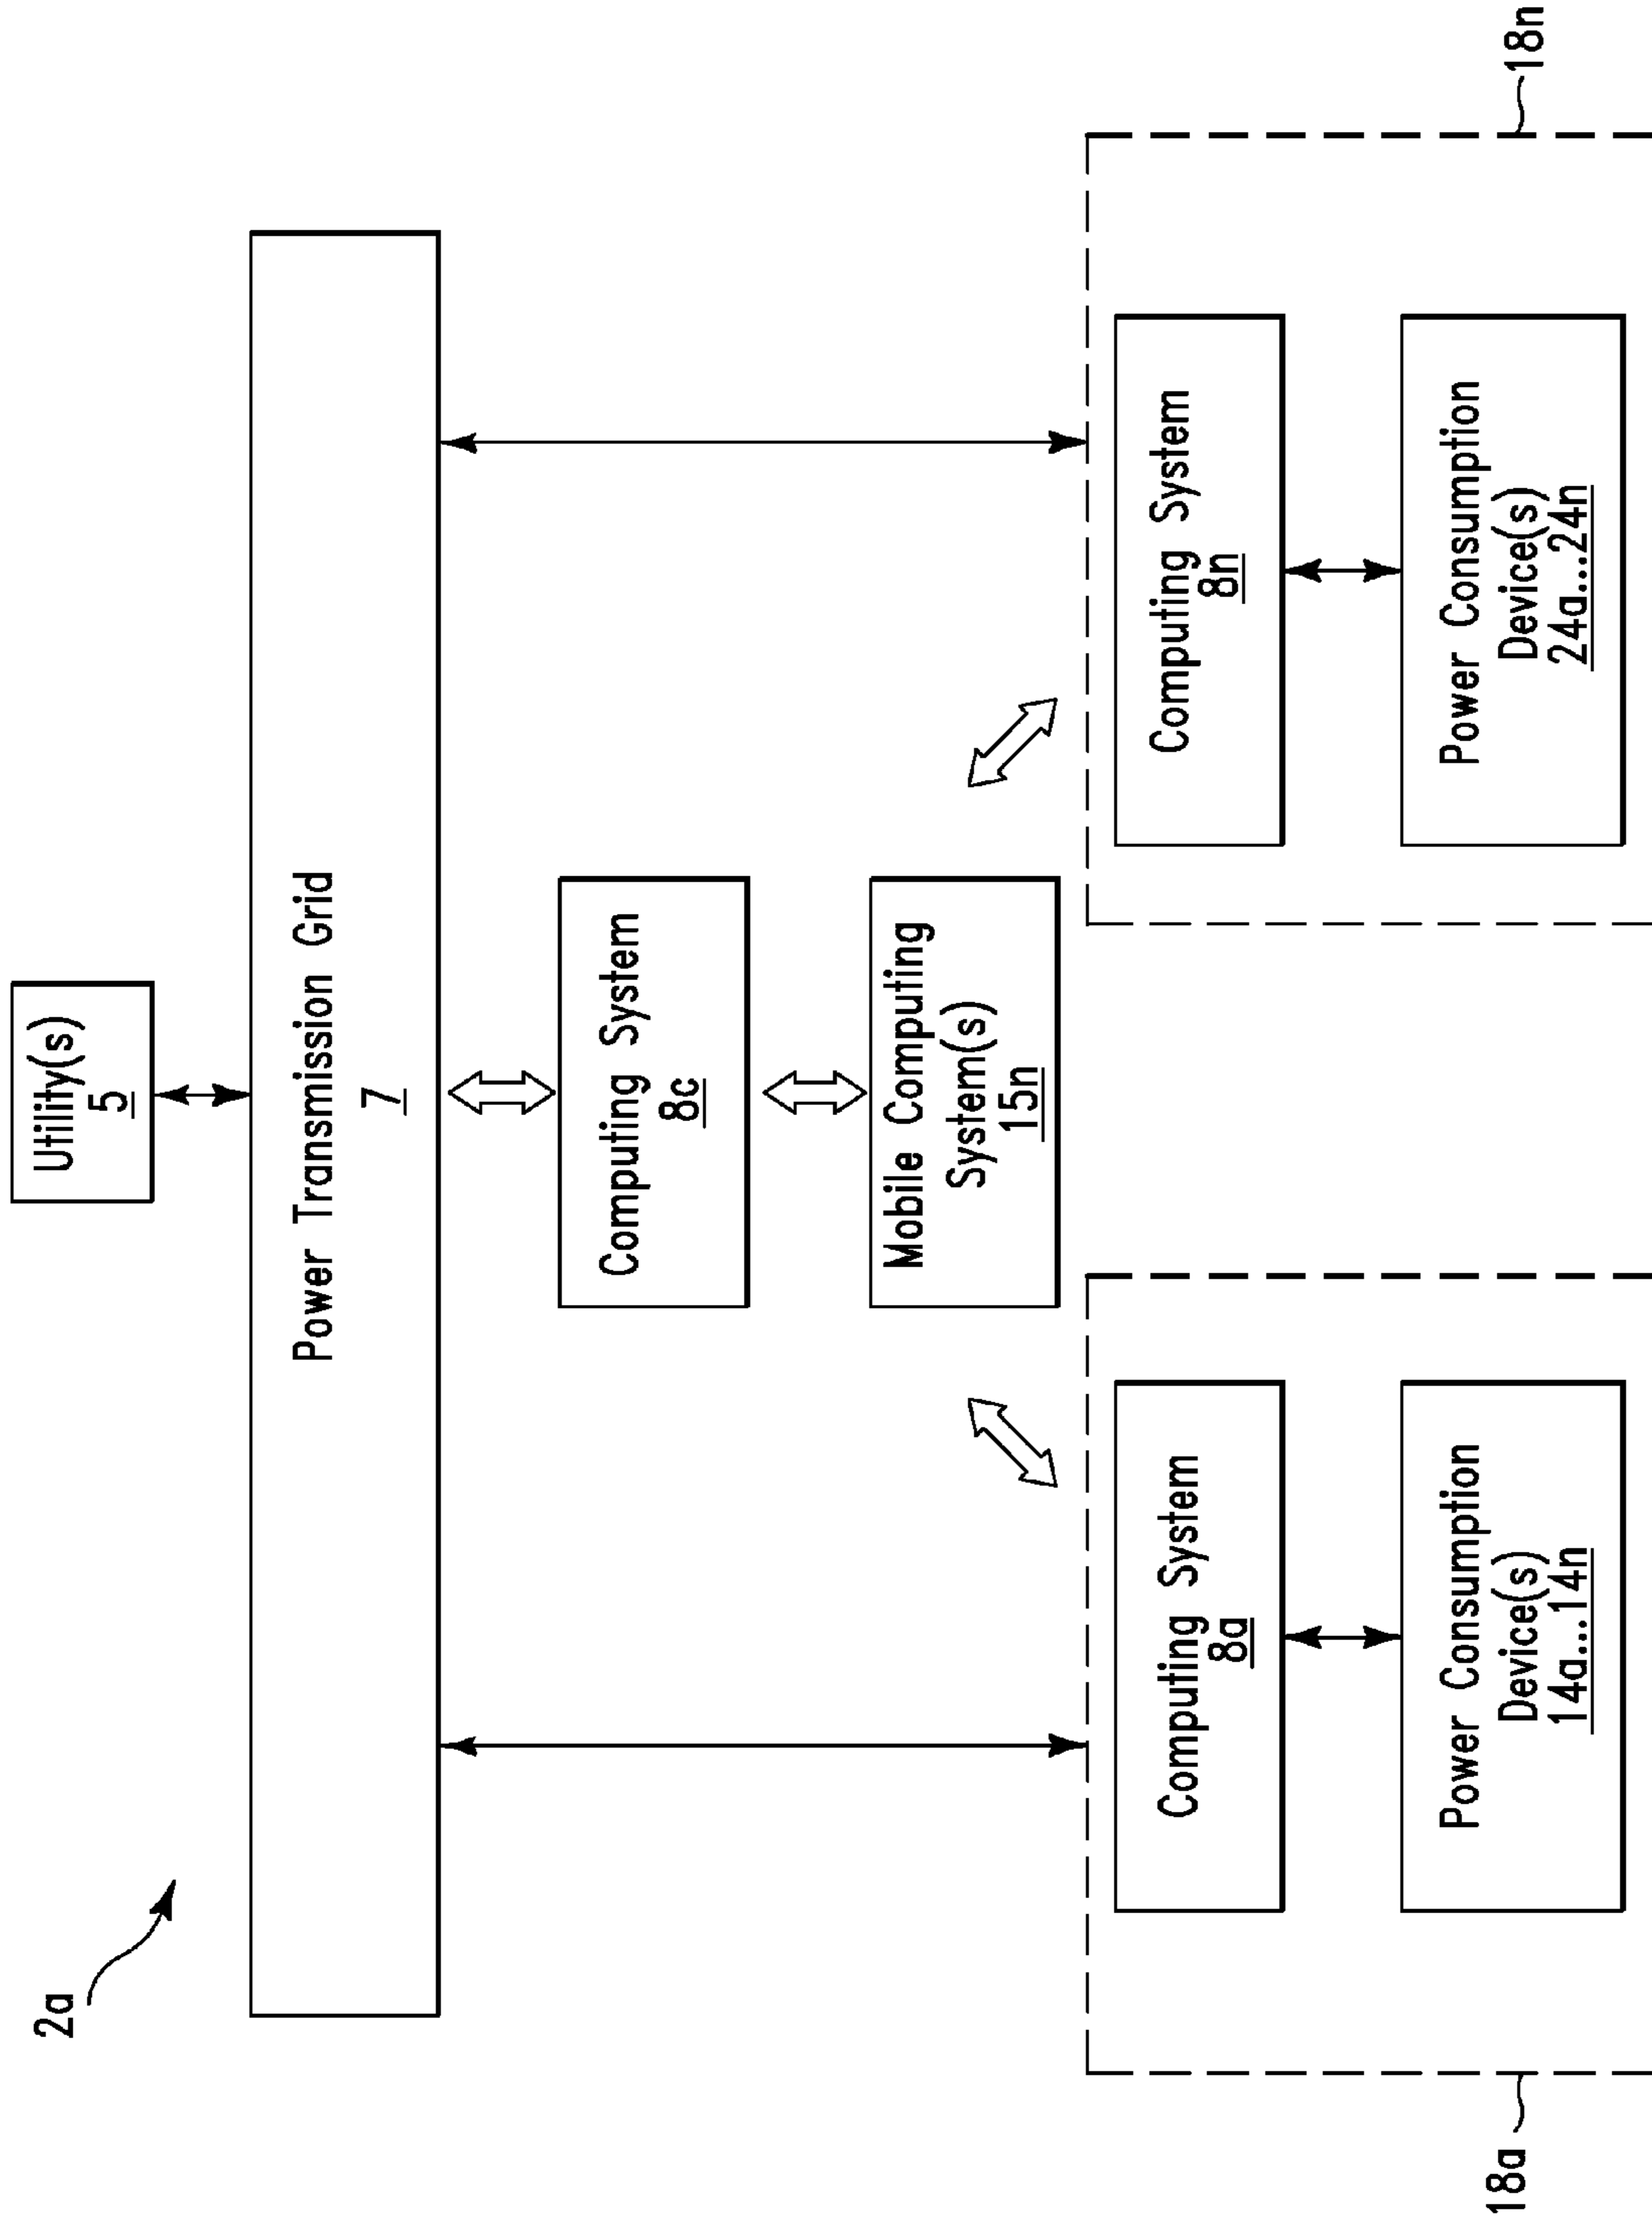 2a
Utility(s)
5
Power Transmission Grid
7
Computing System
8c
Mobile Computing
System(s)
15n
Computing System
8a
Power Consumption
Device(s)
14a...14n
18a
Computing System
8n
Power Consumption
Device(s)
24a...24n
18n